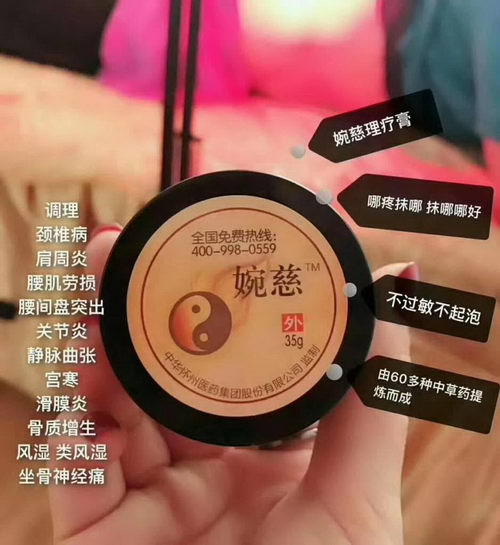 婉慈理疗膏
哪疼抹哪 抹哪哪好
不过敏不起泡
由60多种中草药提
炼而成
全国免费热线：
400-998-0559
婉慈™
外
35g
中华怀州医药集团股份有限公司 监制
调理
颈椎病
肩周炎
腰肌劳损
腰间盘突出
关节炎
静脉曲张
宫寒
滑膜炎
骨质增生
风湿 类风湿
坐骨神经痛